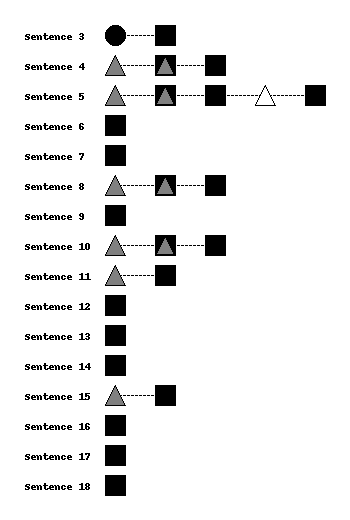 Sentence 3
Sentence 4
Sentence 5
Sentence 6
Sentence 7
Sentence 8
Sentence 9
Sentence 10
Sentence 11
Sentence 12
Sentence 13
Sentence 14
Sentence 15
Sentence 16
Sentence 17
Sentence 18